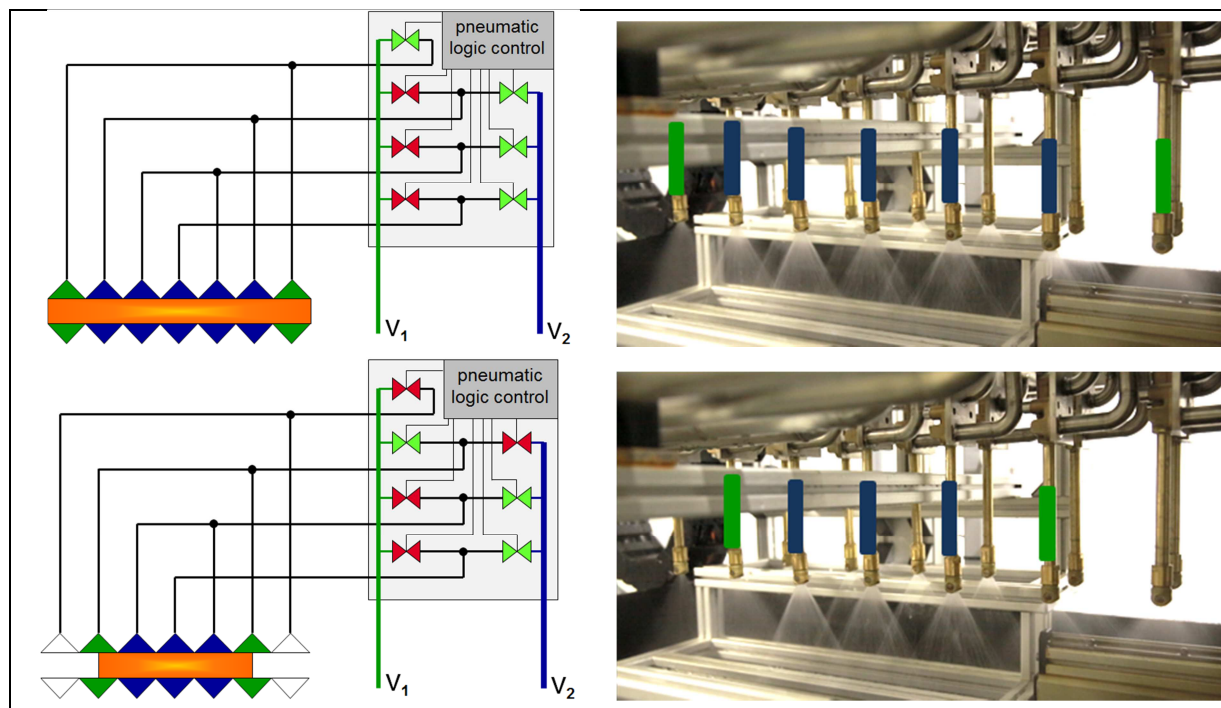 pneumatic
logic control
V1
V2
pneumatic
logic control
V1
V2